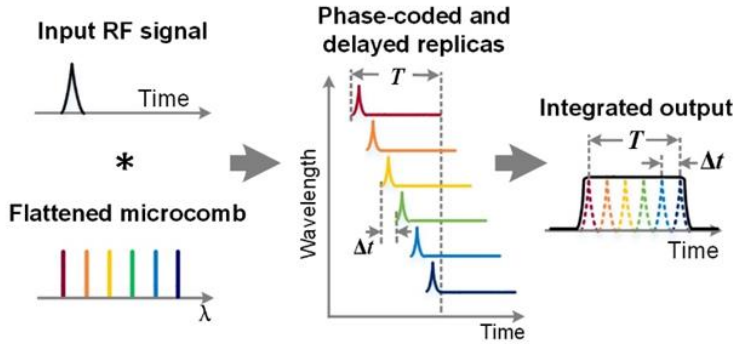 Input RF signal
Time
*
Flattened microcomb
λ
Phase-coded and
delayed replicas
T
Wavelength
Δt
Time
Integrated output
T
Δt
Time